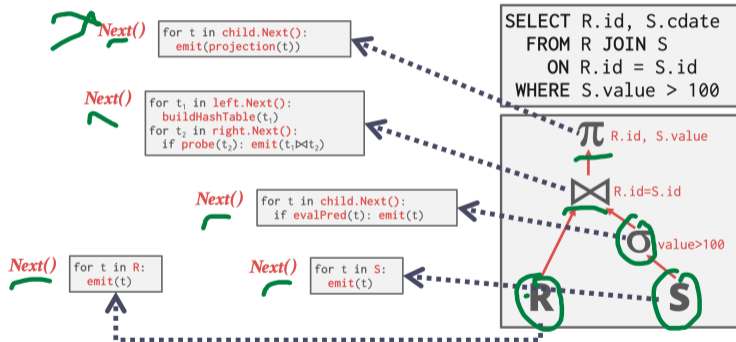 Next()
for t in child.Next():
emit(projection(t))
SELECT R.id, S.cdate
FROM R JOIN S
ON R.id = S.id
WHERE S.value > 100
Next()
for t₁ in left.Next():
buildHashTable(t₁)
for t₂ in right.Next():
if probe(t₂): emit(t₁⨝t₂)
π R.id, S.value
⨝ R.id=S.id
Next()
for t in child.Next():
if evalPred(t): emit(t)
σ value>100
Next()
for t in R:
emit(t)
Next()
for t in S:
emit(t)
R
S